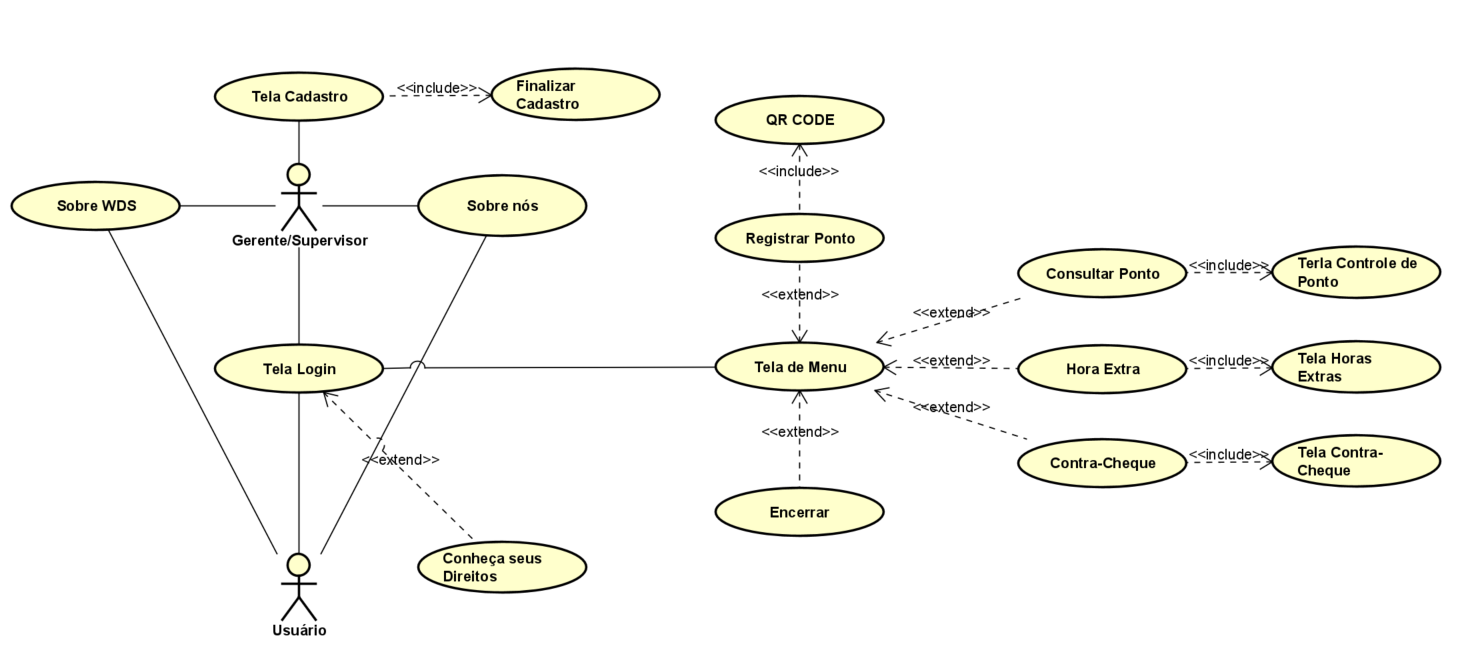 Tela Cadastro
<<include>>
Finalizar
Cadastro
QR CODE
<<include>>
Sobre WDS
Sobre nós
Gerente/Supervisor
Registrar Ponto
<<extend>>
Consultar Ponto
<<include>>
Terla Controle de
Ponto
<<extend>>
Tela Login
Tela de Menu
<<extend>>
Hora Extra
<<include>>
Tela Horas
Extras
<<extend>>
<<extend>>
<<extend>>
Contra-Cheque
<<include>>
Tela Contra-
Cheque
Encerrar
Conheça seus
Direitos
Usuário